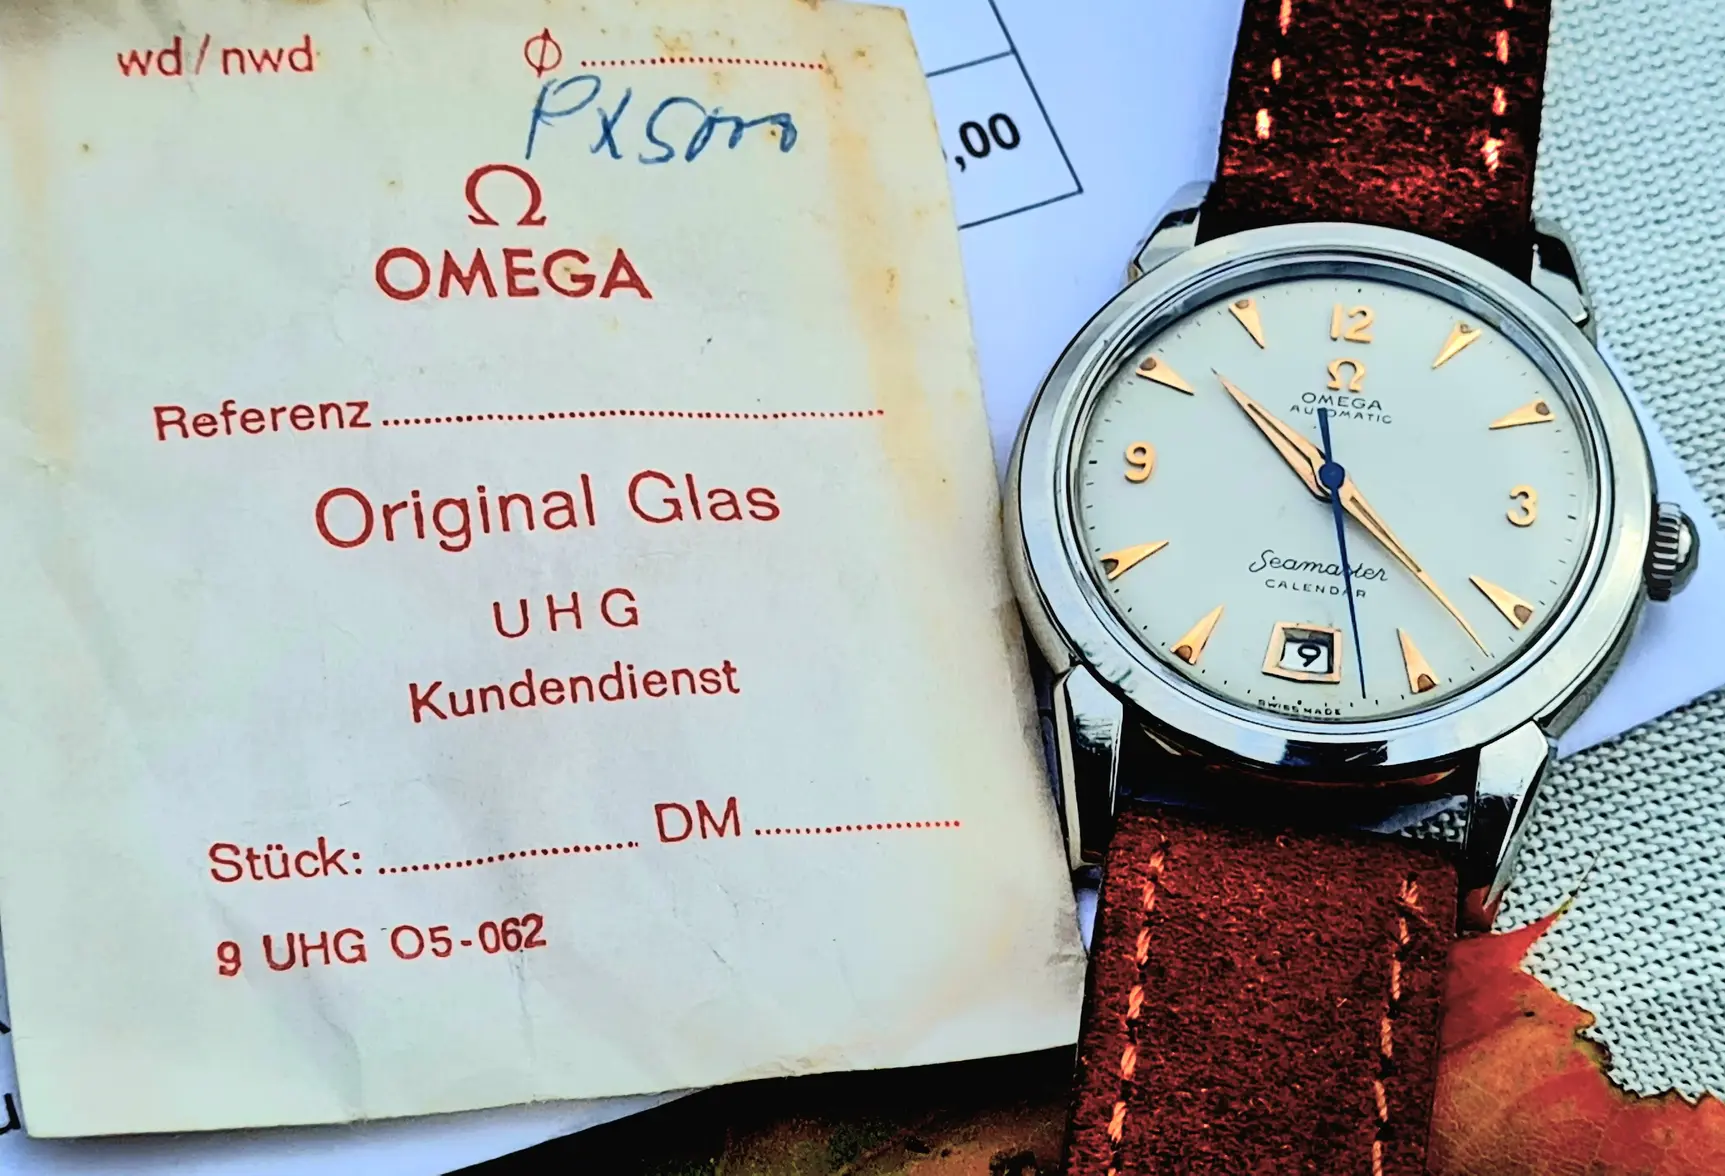 wd/nwd Ø
Ω
OMEGA
Referenz
Original Glas
UHG
Kundendienst
Stück: DM
9 UHG 05-062
,00
12
Ω
OMEGA
AUTOMATIC
9
3
Seamaster
CALENDAR
9
SWISS MADE